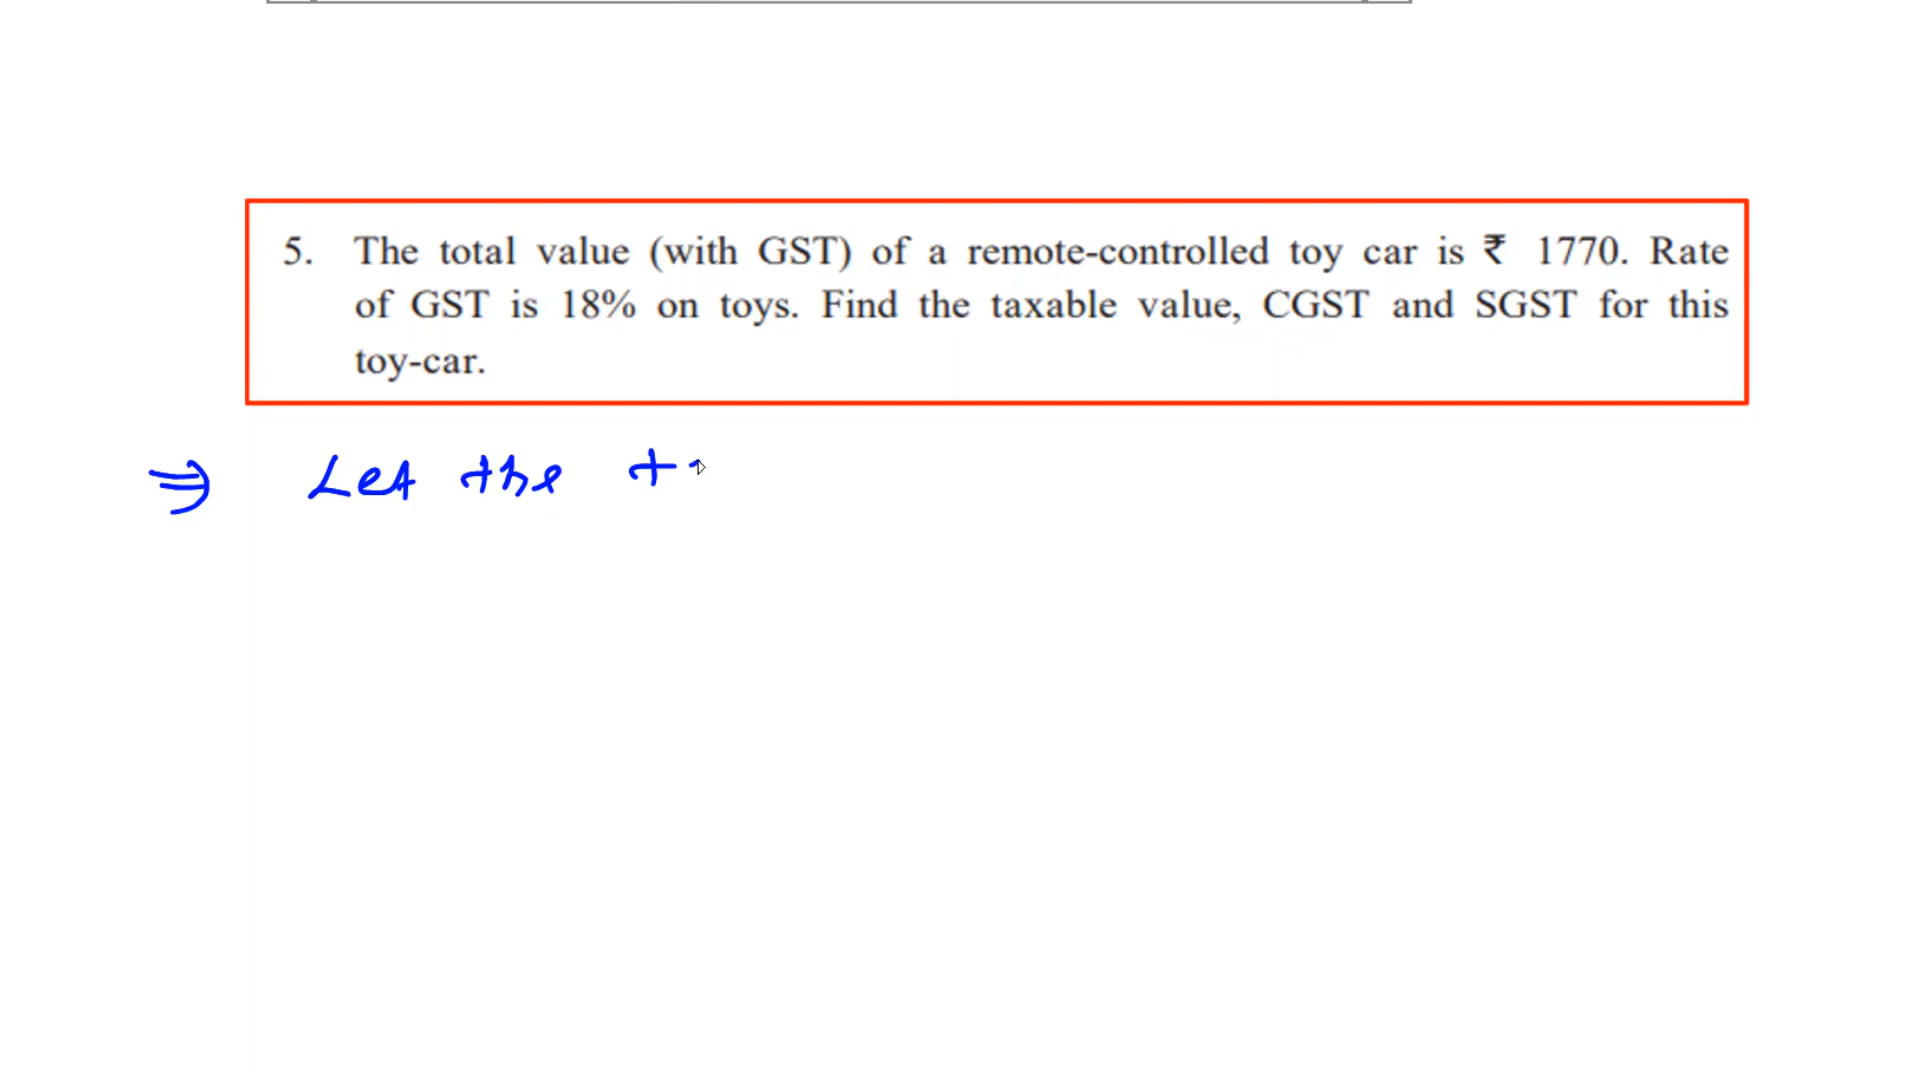 5. The total value (with GST) of a remote-controlled toy car is ₹ 1770. Rate
of GST is 18% on toys. Find the taxable value, CGST and SGST for this
toy-car.
⇒ Let the t